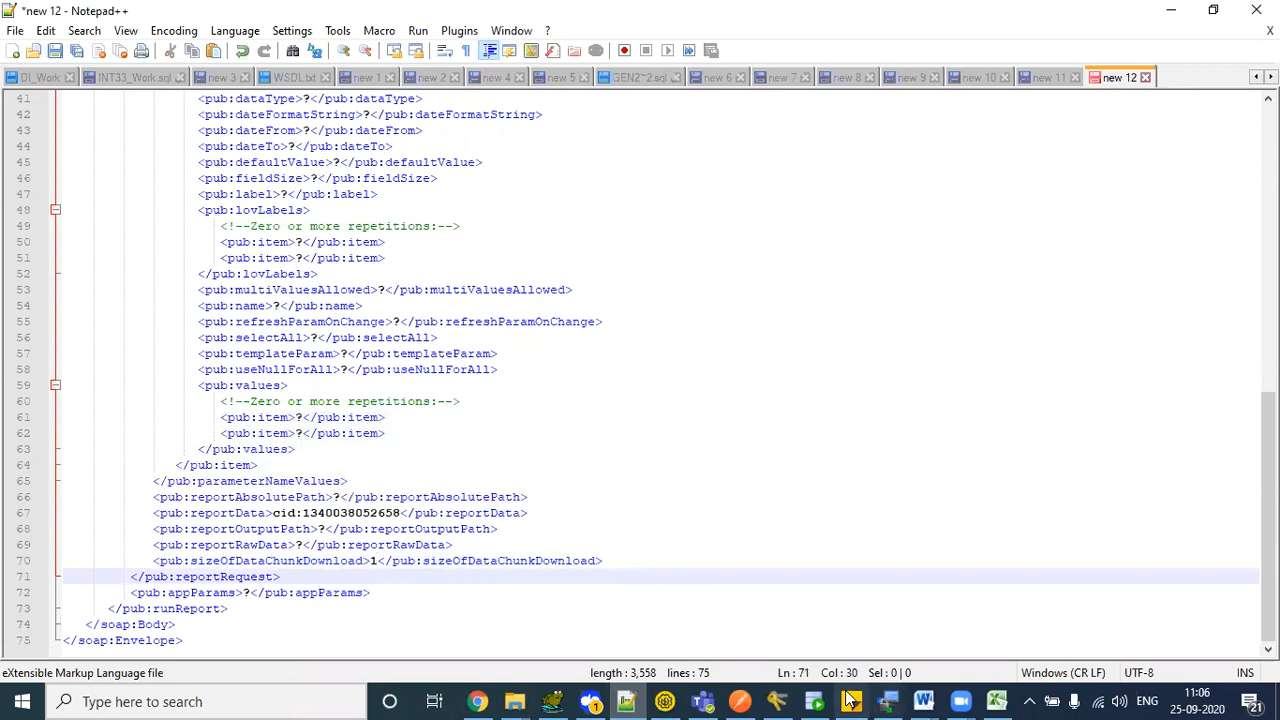 *new 12 - Notepad++
File Edit Search View Encoding Language Settings Tools Macro Run Plugins Window ? X
DI_Work INT33_Work.sql new 3 WSDL.txt new 1 new 2 new 4 new 5 GEN2~2.sql new 6 new 7 new 8 new 9 new 10 new 11 new 12
41 <pub:dataType>?</pub:dataType>
42 <pub:dateFormatString>?</pub:dateFormatString>
43 <pub:dateFrom>?</pub:dateFrom>
44 <pub:dateTo>?</pub:dateTo>
45 <pub:defaultValue>?</pub:defaultValue>
46 <pub:fieldSize>?</pub:fieldSize>
47 <pub:label>?</pub:label>
48 <pub:lovLabels>
49 <!--Zero or more repetitions:-->
50 <pub:item>?</pub:item>
51 <pub:item>?</pub:item>
52 </pub:lovLabels>
53 <pub:multiValuesAllowed>?</pub:multiValuesAllowed>
54 <pub:name>?</pub:name>
55 <pub:refreshParamOnChange>?</pub:refreshParamOnChange>
56 <pub:selectAll>?</pub:selectAll>
57 <pub:templateParam>?</pub:templateParam>
58 <pub:useNullForAll>?</pub:useNullForAll>
59 <pub:values>
60 <!--Zero or more repetitions:-->
61 <pub:item>?</pub:item>
62 <pub:item>?</pub:item>
63 </pub:values>
64 </pub:item>
65 </pub:parameterNameValues>
66 <pub:reportAbsolutePath>?</pub:reportAbsolutePath>
67 <pub:reportData>cid:1340038052658</pub:reportData>
68 <pub:reportOutputPath>?</pub:reportOutputPath>
69 <pub:reportRawData>?</pub:reportRawData>
70 <pub:sizeOfDataChunkDownload>1</pub:sizeOfDataChunkDownload>
71 </pub:reportRequest>
72 <pub:appParams>?</pub:appParams>
73 </pub:runReport>
74 </soap:Body>
75 </soap:Envelope>
eXtensible Markup Language file length : 3,558 lines : 75 Ln : 71 Col : 30 Sel : 0 | 0 Windows (CR LF) UTF-8 INS
Type here to search ENG 11:06
25-09-2020
21